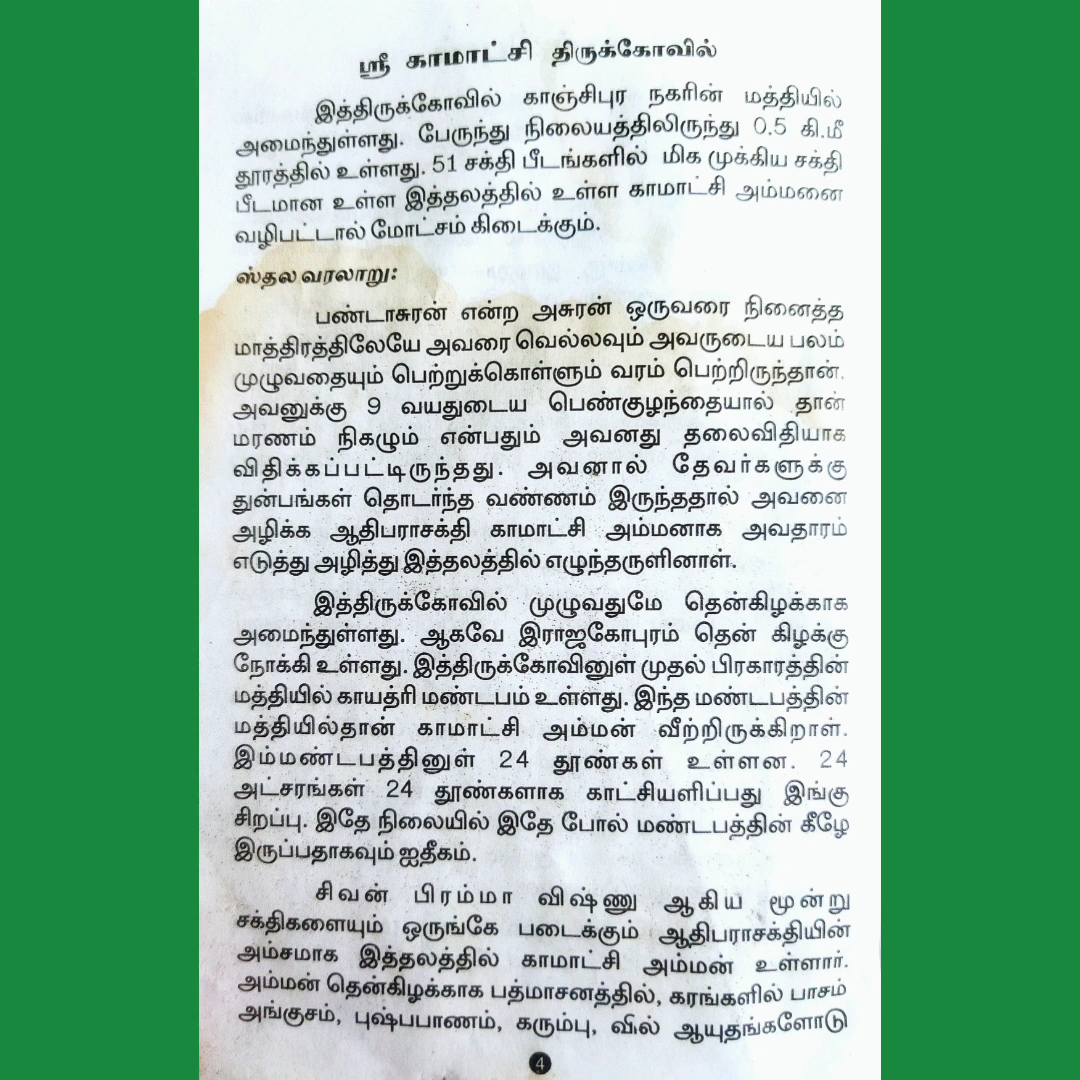 ஸ்ரீ காமாட்சி திருக்கோவில்
இத்திருக்கோவில் காஞ்சிபுர நகரின் மத்தியில்
அமைந்துள்ளது. பேருந்து நிலையத்திலிருந்து 0.5 கி.மீ
தூரத்தில் உள்ளது. 51 சக்தி பீடங்களில் மிக முக்கிய சக்தி
பீடமான உள்ள இத்தலத்தில் உள்ள காமாட்சி அம்மனை
வழிபட்டால் மோட்சம் கிடைக்கும்.
ஸ்தல வரலாறு:
பண்டாசுரன் என்ற அசுரன் ஒருவரை நினைத்த
மாத்திரத்திலேயே அவரை வெல்லவும் அவருடைய பலம்
முழுவதையும் பெற்றுக்கொள்ளும் வரம் பெற்றிருந்தான்.
அவனுக்கு 9 வயதுடைய பெண்குழந்தையால் தான்
மரணம் நிகழும் என்பதும் அவனது தலைவிதியாக
விதிக்கப்பட்டிருந்தது. அவனால் தேவர்களுக்கு
துன்பங்கள் தொடர்ந்த வண்ணம் இருந்ததால் அவனை
அழிக்க ஆதிபராசக்தி காமாட்சி அம்மனாக அவதாரம்
எடுத்து அழித்து இத்தலத்தில் எழுந்தருளினாள்.
இத்திருக்கோவில் முழுவதுமே தென்கிழக்காக
அமைந்துள்ளது. ஆகவே இராஜகோபுரம் தென் கிழக்கு
நோக்கி உள்ளது. இத்திருக்கோவினுள் முதல் பிரகாரத்தின்
மத்தியில் காயத்ரி மண்டபம் உள்ளது. இந்த மண்டபத்தின்
மத்தியில்தான் காமாட்சி அம்மன் வீற்றிருக்கிறாள்.
இம்மண்டபத்தினுள் 24 தூண்கள் உள்ளன. 24
அட்சரங்கள் 24 தூண்களாக காட்சியளிப்பது இங்கு
சிறப்பு. இதே நிலையில் இதே போல் மண்டபத்தின் கீழே
இருப்பதாகவும் ஐதீகம்.
சிவன் பிரம்மா விஷ்ணு ஆகிய மூன்று
சக்திகளையும் ஒருங்கே படைக்கும் ஆதிபராசக்தியின்
அம்சமாக இத்தலத்தில் காமாட்சி அம்மன் உள்ளார்.
அம்மன் தென்கிழக்காக பத்மாசனத்தில், கரங்களில் பாசம்
அங்குசம், புஷ்பபாணம், கரும்பு, வில் ஆயுதங்களோடு
4